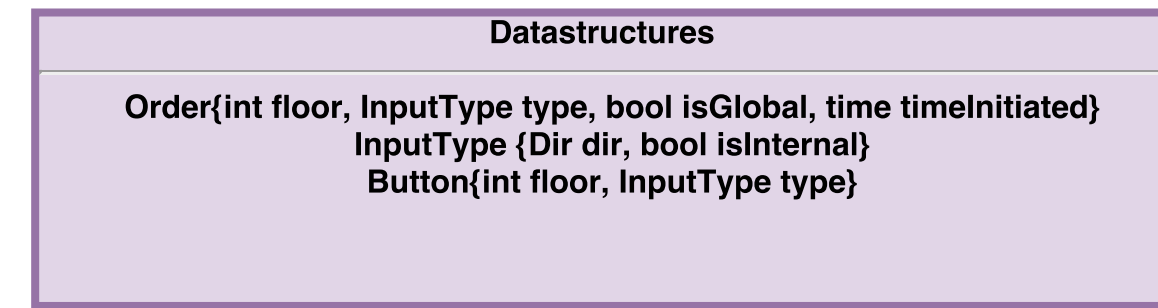 Datastructures
Order{int floor, InputType type, bool isGlobal, time timeInitiated}
InputType {Dir dir, bool isInternal}
Button{int floor, InputType type}